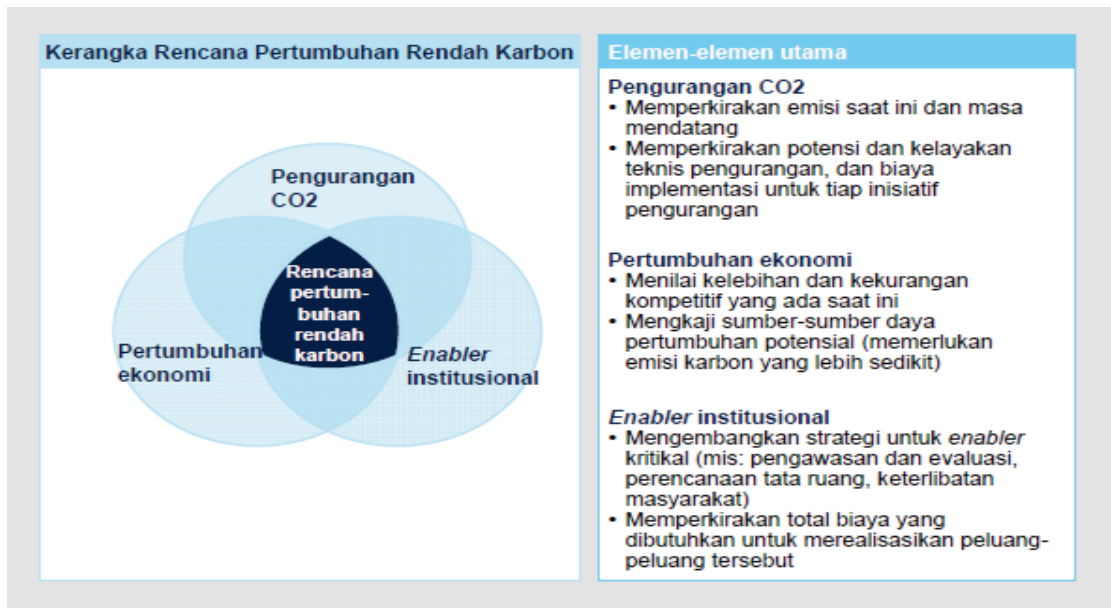 Kerangka Rencana Pertumbuhan Rendah Karbon
Pengurangan
CO2
Rencana
pertum-
buhan
rendah
karbon
Pertumbuhan
ekonomi
Enabler
institusional
Elemen-elemen utama
Pengurangan CO2
• Memperkirakan emisi saat ini dan masa
mendatang
• Memperkirakan potensi dan kelayakan
teknis pengurangan, dan biaya
implementasi untuk tiap inisiatif
pengurangan
Pertumbuhan ekonomi
• Menilai kelebihan dan kekurangan
kompetitif yang ada saat ini
• Mengkaji sumber-sumber daya
pertumbuhan potensial (memerlukan
emisi karbon yang lebih sedikit)
Enabler institusional
• Mengembangkan strategi untuk enabler
kritikal (mis: pengawasan dan evaluasi,
perencanaan tata ruang, keterlibatan
masyarakat)
• Memperkirakan total biaya yang
dibutuhkan untuk merealisasikan peluang-
peluang tersebut